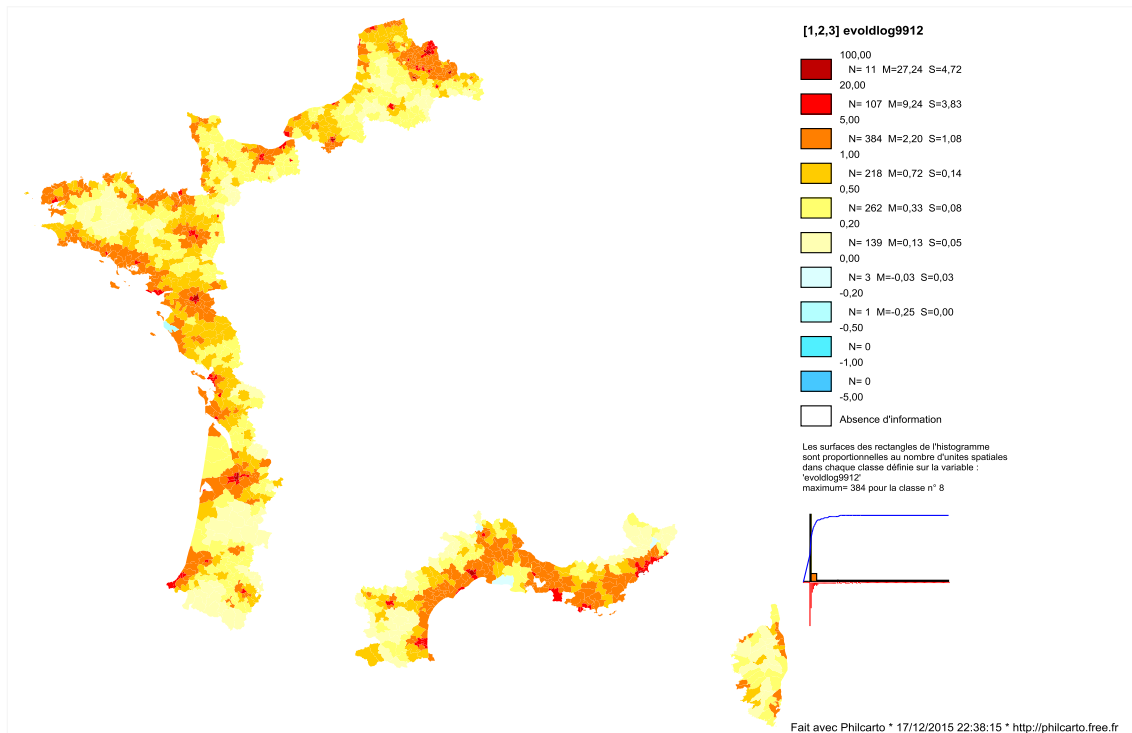 [1,2,3] evoldlog9912
100,00
N= 11 M=27,24 S=4,72
20,00
N= 107 M=9,24 S=3,83
5,00
N= 384 M=2,20 S=1,08
1,00
N= 218 M=0,72 S=0,14
0,50
N= 262 M=0,33 S=0,08
0,20
N= 139 M=0,13 S=0,05
0,00
N= 3 M=-0,03 S=0,03
-0,20
N= 1 M=-0,25 S=0,00
-0,50
N= 0
-1,00
N= 0
-5,00
Absence d'information
Les surfaces des rectangles de l'histogramme
sont proportionnelles au nombre d'unites spatiales
dans chaque classe définie sur la variable :
'evoldlog9912'
maximum= 384 pour la classe n° 8
Fait avec Philcarto * 17/12/2015 22:38:15 * http://philcarto.free.fr